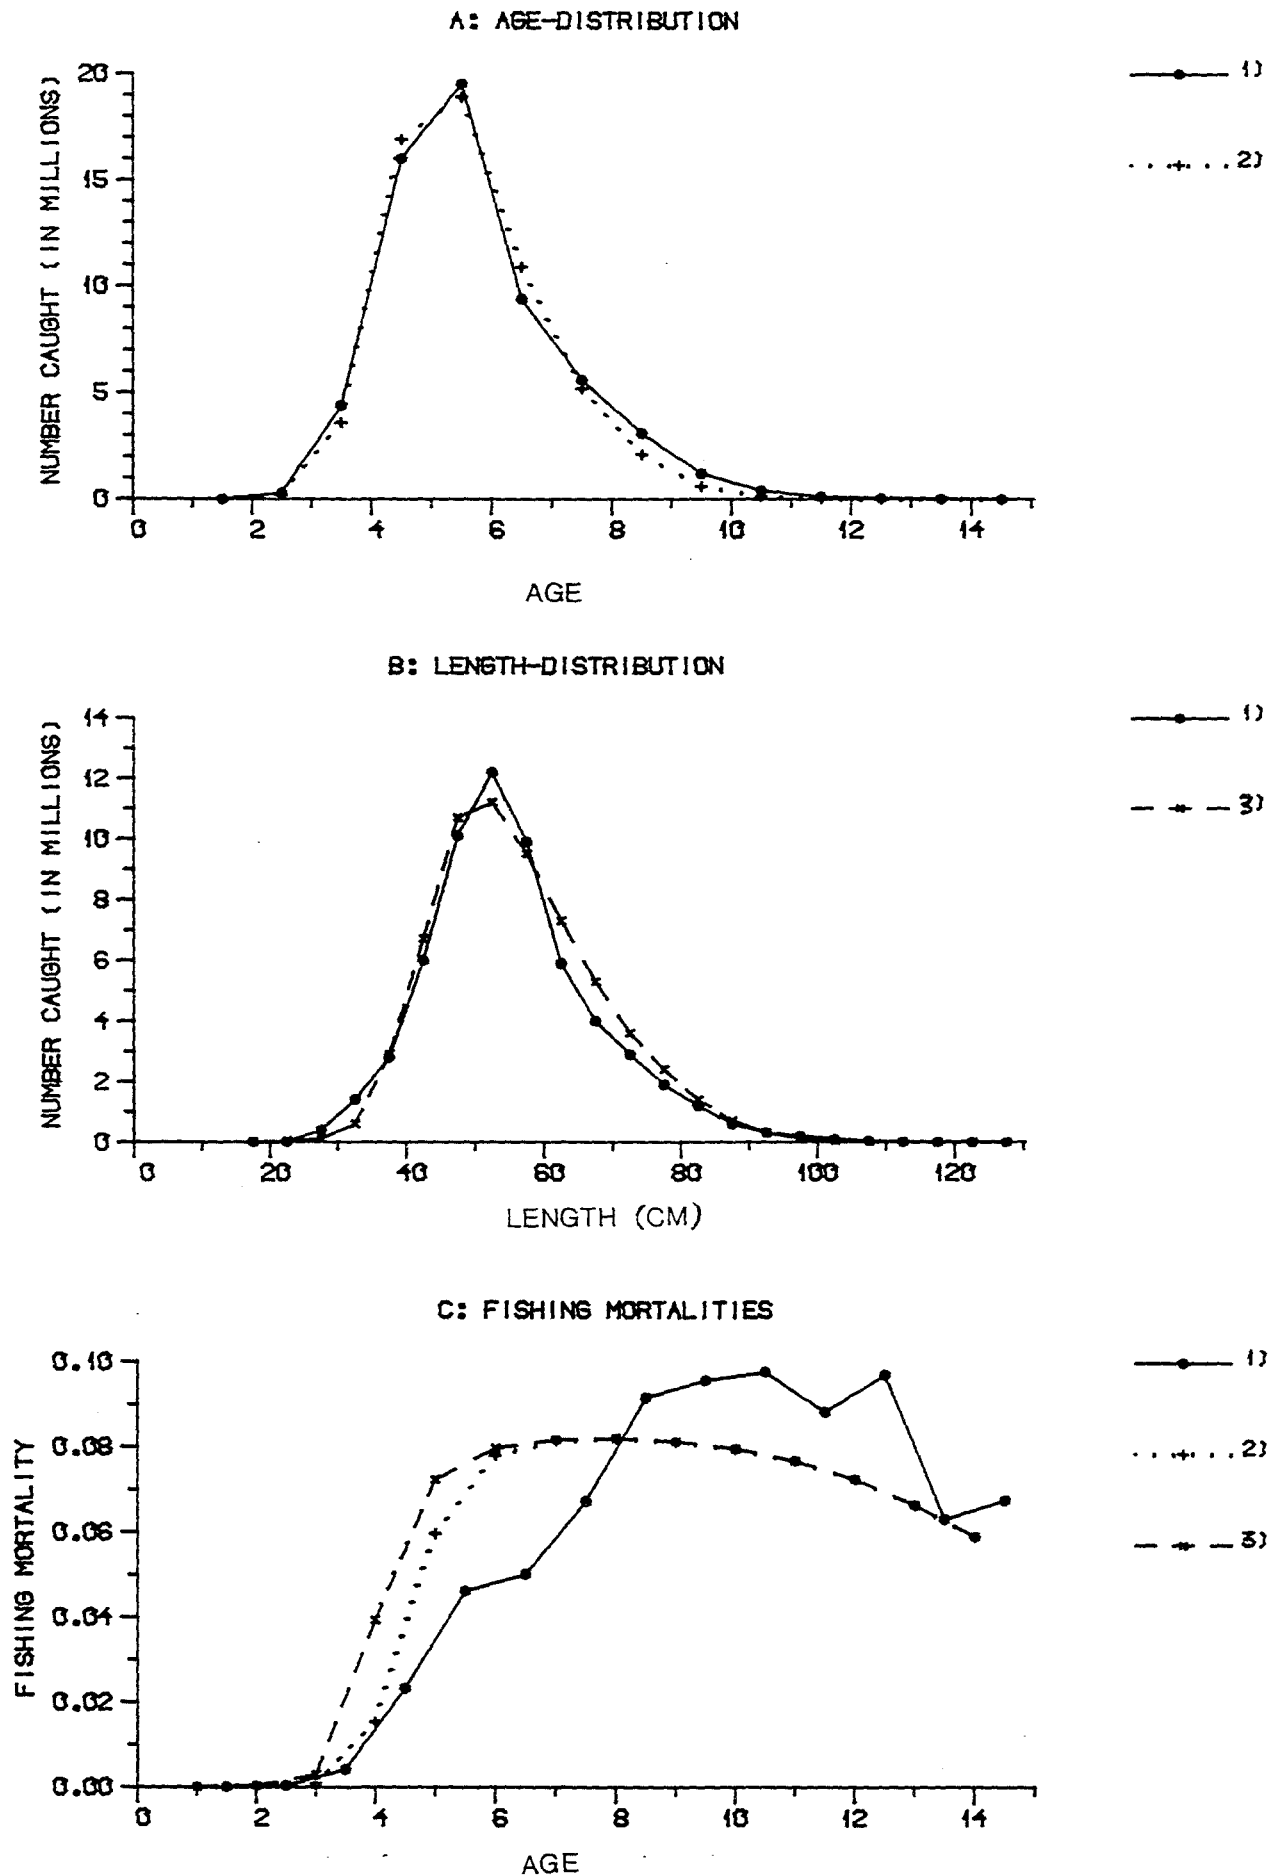 A: AGE-DISTRIBUTION
NUMBER CAUGHT (IN MILLIONS)
20
15
10
5
0
0 2 4 6 8 10 12 14
AGE
1)
2)
B: LENGTH-DISTRIBUTION
NUMBER CAUGHT (IN MILLIONS)
14
12
10
8
6
4
2
0
0 20 40 60 80 100 120
LENGTH (CM)
1)
3)
C: FISHING MORTALITIES
FISHING MORTALITY
0.10
0.08
0.06
0.04
0.02
0.00
0 2 4 6 8 10 12 14
AGE
1)
2)
3)